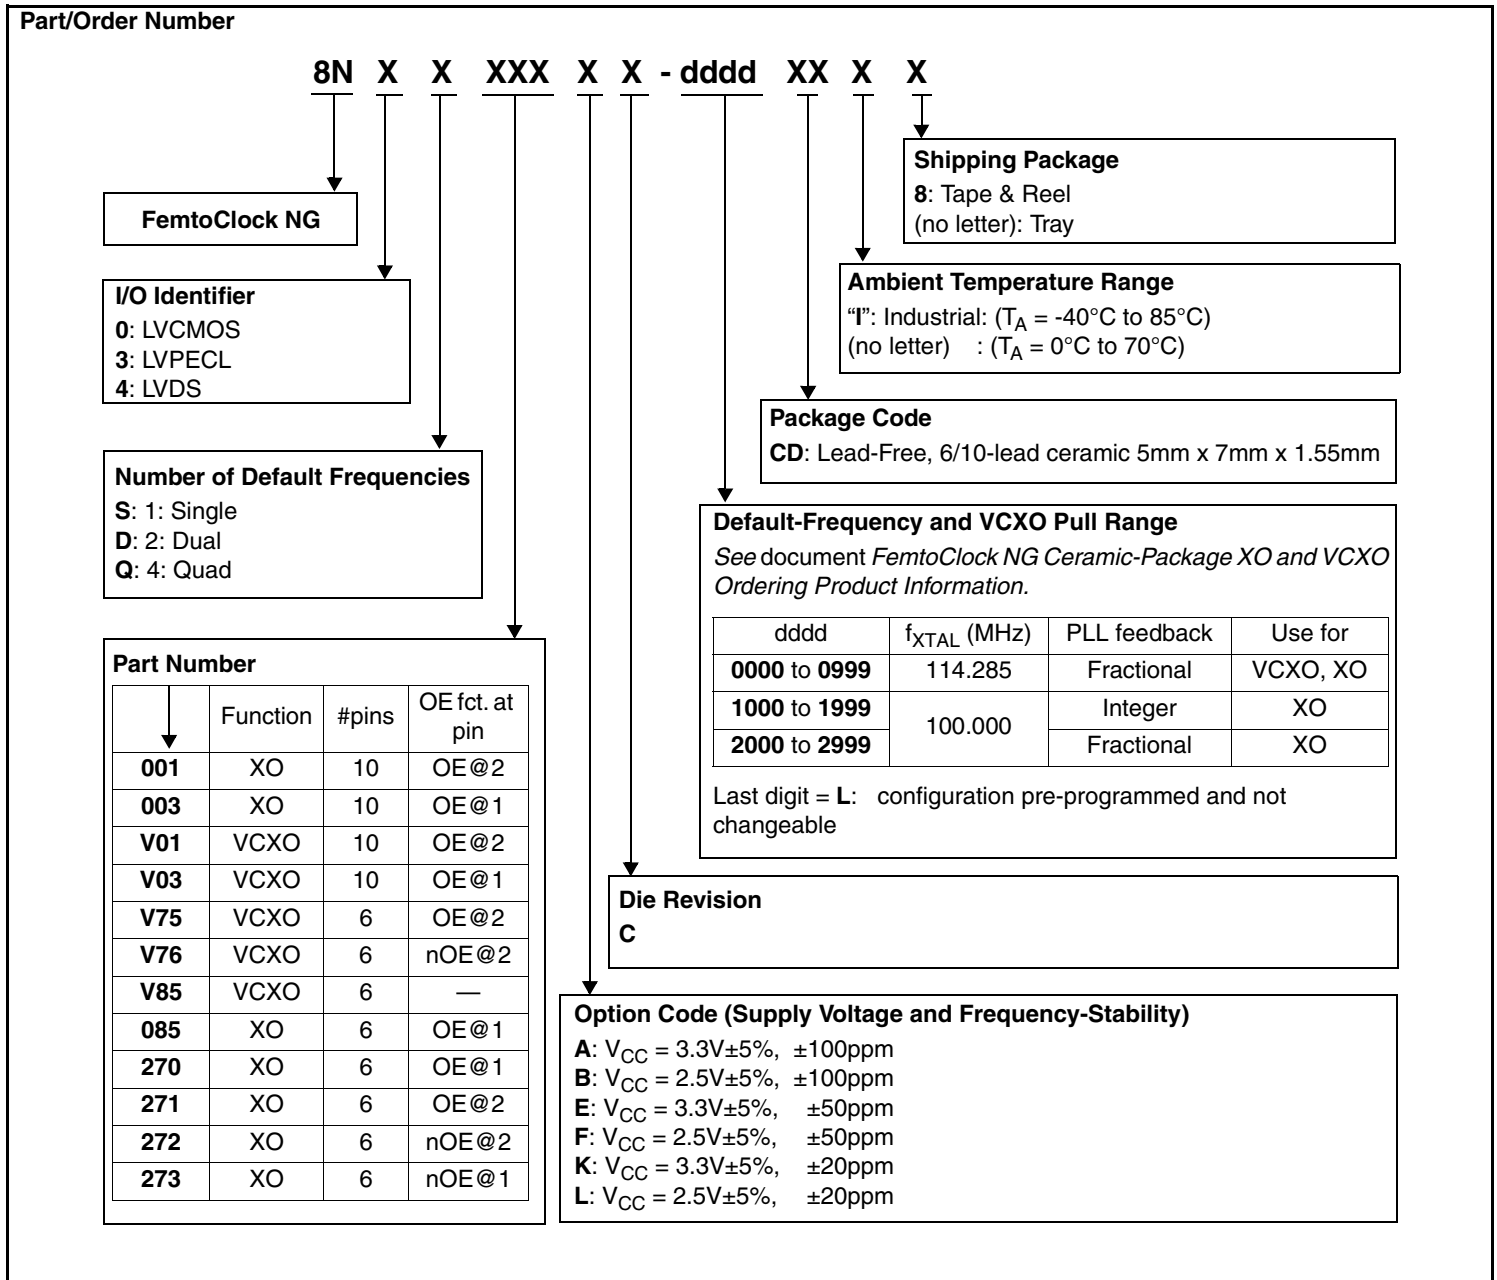 Part/Order Number
8N X X XXX X X - dddd XX X X
Shipping Package
8: Tape & Reel
(no letter): Tray
FemtoClock NG
Ambient Temperature Range
“I”: Industrial: (TA = -40°C to 85°C)
(no letter) : (TA = 0°C to 70°C)
I/O Identifier
0: LVCMOS
3: LVPECL
4: LVDS
Package Code
CD: Lead-Free, 6/10-lead ceramic 5mm x 7mm x 1.55mm
Number of Default Frequencies
S: 1: Single
D: 2: Dual
Q: 4: Quad
Default-Frequency and VCXO Pull Range
See document FemtoClock NG Ceramic-Package XO and VCXO
Ordering Product Information.
dddd fXTAL (MHz) PLL feedback Use for
0000 to 0999 114.285 Fractional VCXO, XO
1000 to 1999 100.000 Integer XO
2000 to 2999 Fractional XO
Last digit = L: configuration pre-programmed and not
changeable
Part Number
Function #pins OE fct. at
pin
001 XO 10 OE@2
003 XO 10 OE@1
V01 VCXO 10 OE@2
V03 VCXO 10 OE@1
V75 VCXO 6 OE@2
V76 VCXO 6 nOE@2
V85 VCXO 6 —
085 XO 6 OE@1
270 XO 6 OE@1
271 XO 6 OE@2
272 XO 6 nOE@2
273 XO 6 nOE@1
Die Revision
C
Option Code (Supply Voltage and Frequency-Stability)
A: VCC = 3.3V±5%, ±100ppm
B: VCC = 2.5V±5%, ±100ppm
E: VCC = 3.3V±5%, ±50ppm
F: VCC = 2.5V±5%, ±50ppm
K: VCC = 3.3V±5%, ±20ppm
L: VCC = 2.5V±5%, ±20ppm